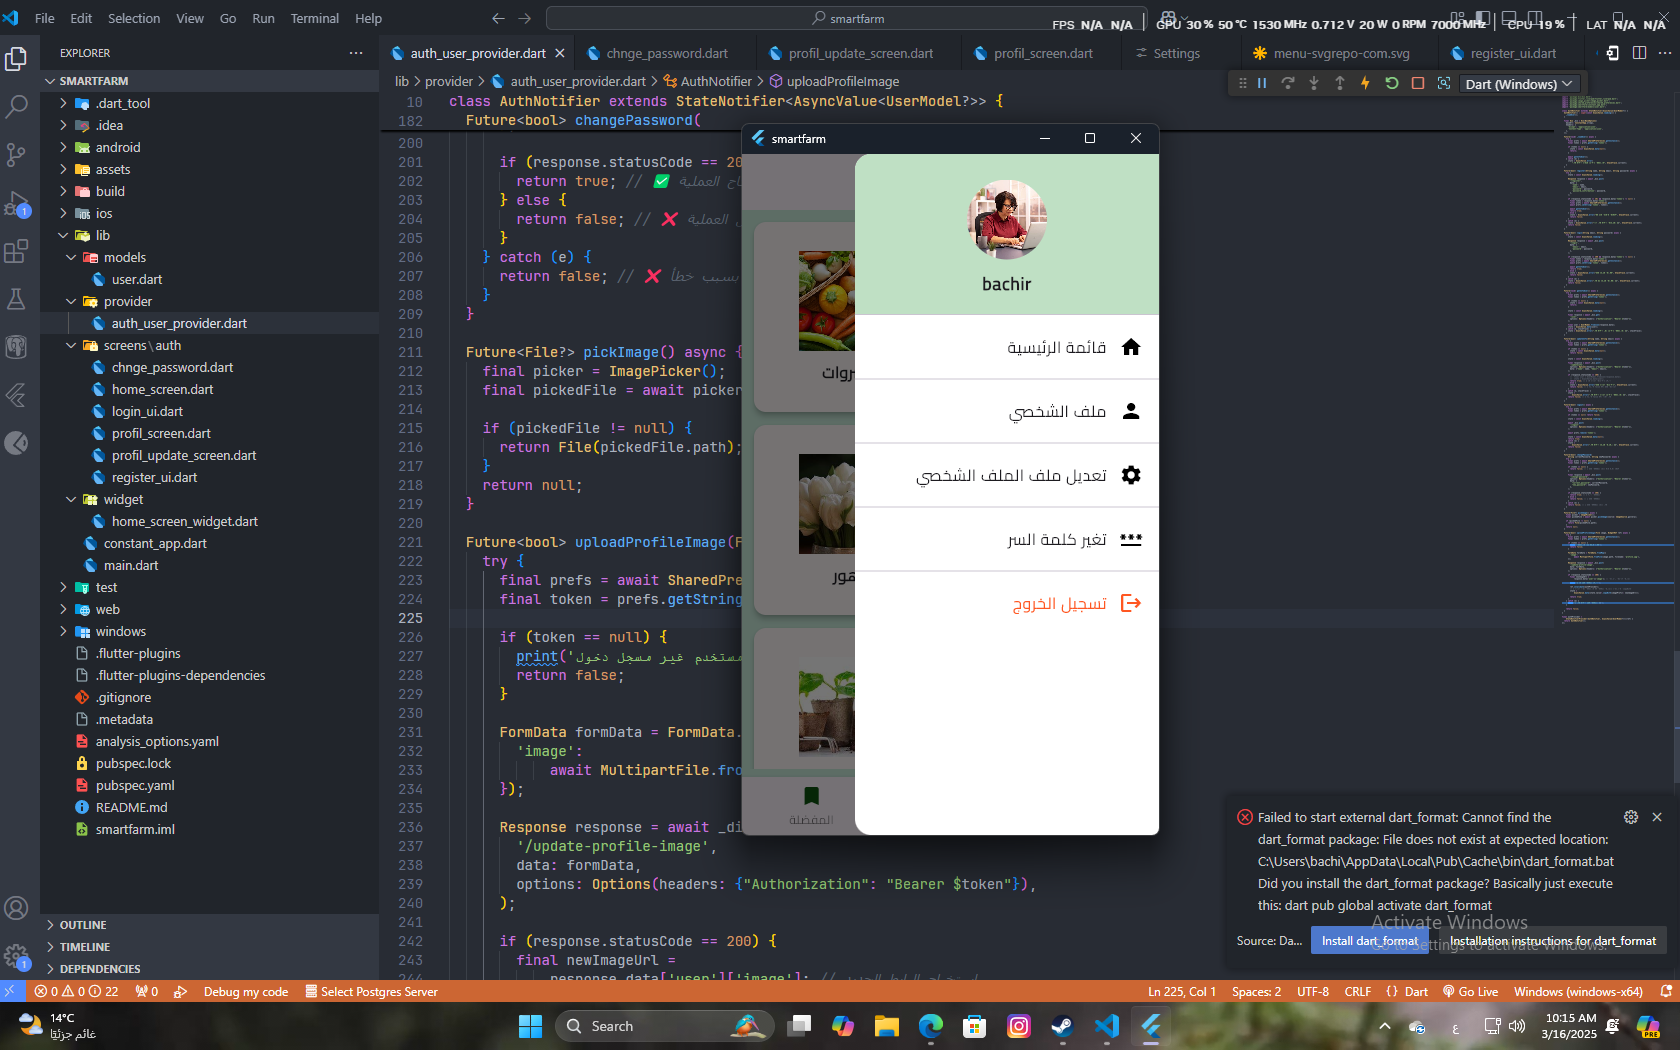 File Edit Selection View Go Run Terminal Help
smartfarm
FPS N/A N/A GPU 30 % 50 °C 1530 MHz 0.712 V 20 W 0 RPM 7000 MHz CPU 19 % LAT N/A N/A
EXPLORER
SMARTFARM
.dart_tool
.idea
android
assets
build
ios
lib
models
user.dart
provider
auth_user_provider.dart
screens\auth
chnge_password.dart
home_screen.dart
login_ui.dart
profil_screen.dart
profil_update_screen.dart
register_ui.dart
widget
home_screen_widget.dart
constant_app.dart
main.dart
test
web
windows
.flutter-plugins
.flutter-plugins-dependencies
.gitignore
.metadata
analysis_options.yaml
pubspec.lock
pubspec.yaml
README.md
smartfarm.iml
OUTLINE
TIMELINE
DEPENDENCIES
auth_user_provider.dart chnge_password.dart profil_update_screen.dart profil_screen.dart Settings menu-svgrepo-com.svg register_ui.dart
lib > provider > auth_user_provider.dart > AuthNotifier > uploadProfileImage
Dart (Windows)
10 class AuthNotifier extends StateNotifier<AsyncValue<UserModel?>> {
182 Future<bool> changePassword(
200
201 if (response.statusCode == 20
202 return true; // ✅ اح العملية
203 } else {
204 return false; // ❌ العملية
205 }
206 } catch (e) {
207 return false; // ❌ بسبب خطأ
208 }
209 }
210
211 Future<File?> pickImage() async {
212 final picker = ImagePicker();
213 final pickedFile = await picker
214
215 if (pickedFile != null) {
216 return File(pickedFile.path);
217 }
218 return null;
219 }
220
221 Future<bool> uploadProfileImage(F
222 try {
223 final prefs = await SharedPre
224 final token = prefs.getString
225
226 if (token == null) {
227 print('مستخدم غير مسجل دخول
228 return false;
229 }
230
231 FormData formData = FormData.
232 'image':
233 await MultipartFile.fro
234 });
235
236 Response response = await _di
237 '/update-profile-image',
238 data: formData,
239 options: Options(headers: {"Authorization": "Bearer $token"}),
240 );
241
242 if (response.statusCode == 200) {
243 final newImageUrl =
244 response.data['user']['image']; //
smartfarm
bachir
قائمة الرئيسية
ملف الشخصي
تعديل ملف الملف الشخصي
تغير كلمة السر
تسجيل الخروج
روات
هور
المفضلة
Failed to start external dart_format: Cannot find the
dart_format package: File does not exist at expected location:
C:\Users\bachi\AppData\Local\Pub\Cache\bin\dart_format.bat
Did you install the dart_format package? Basically just execute
this: dart pub global activate dart_format
Activate Windows
Go to Settings to activate Windows.
Source: Da... Install dart_format Installation instructions for dart_format
0 0 22 0 Debug my code Select Postgres Server
Ln 225, Col 1 Spaces: 2 UTF-8 CRLF {} Dart Go Live Windows (windows-x64)
14°C
غائم جزئيًا
Search
ع
10:15 AM
3/16/2025
PRE